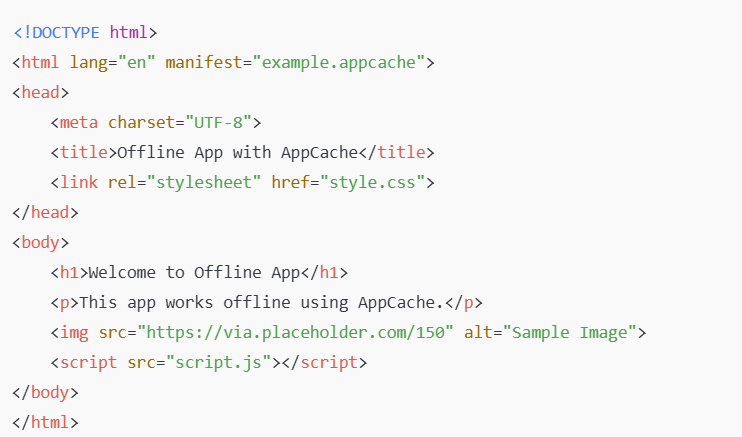 <!DOCTYPE html>
<html lang="en" manifest="example.appcache">
<head>
    <meta charset="UTF-8">
    <title>Offline App with AppCache</title>
    <link rel="stylesheet" href="style.css">
</head>
<body>
    <h1>Welcome to Offline App</h1>
    <p>This app works offline using AppCache.</p>
    <img src="https://via.placeholder.com/150" alt="Sample Image">
    <script src="script.js"></script>
</body>
</html>